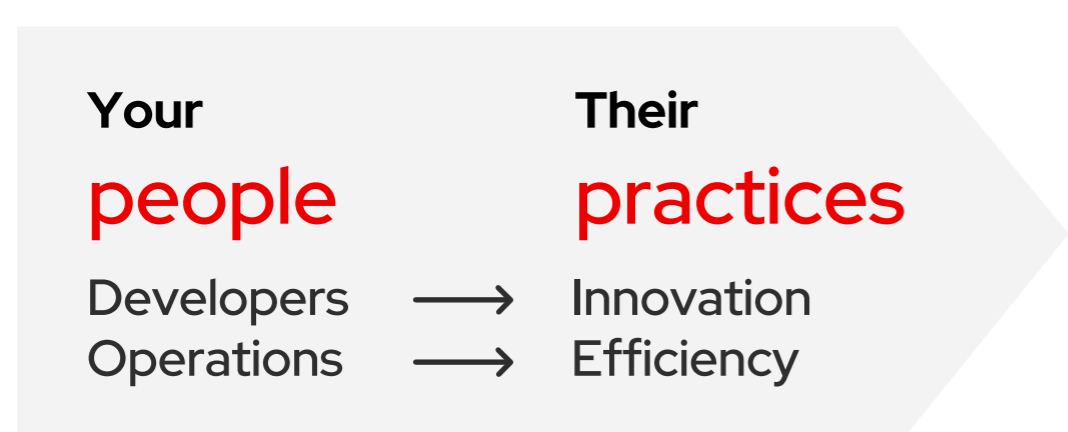 Your
people
Developers
Operations
Their
practices
Innovation
Efficiency